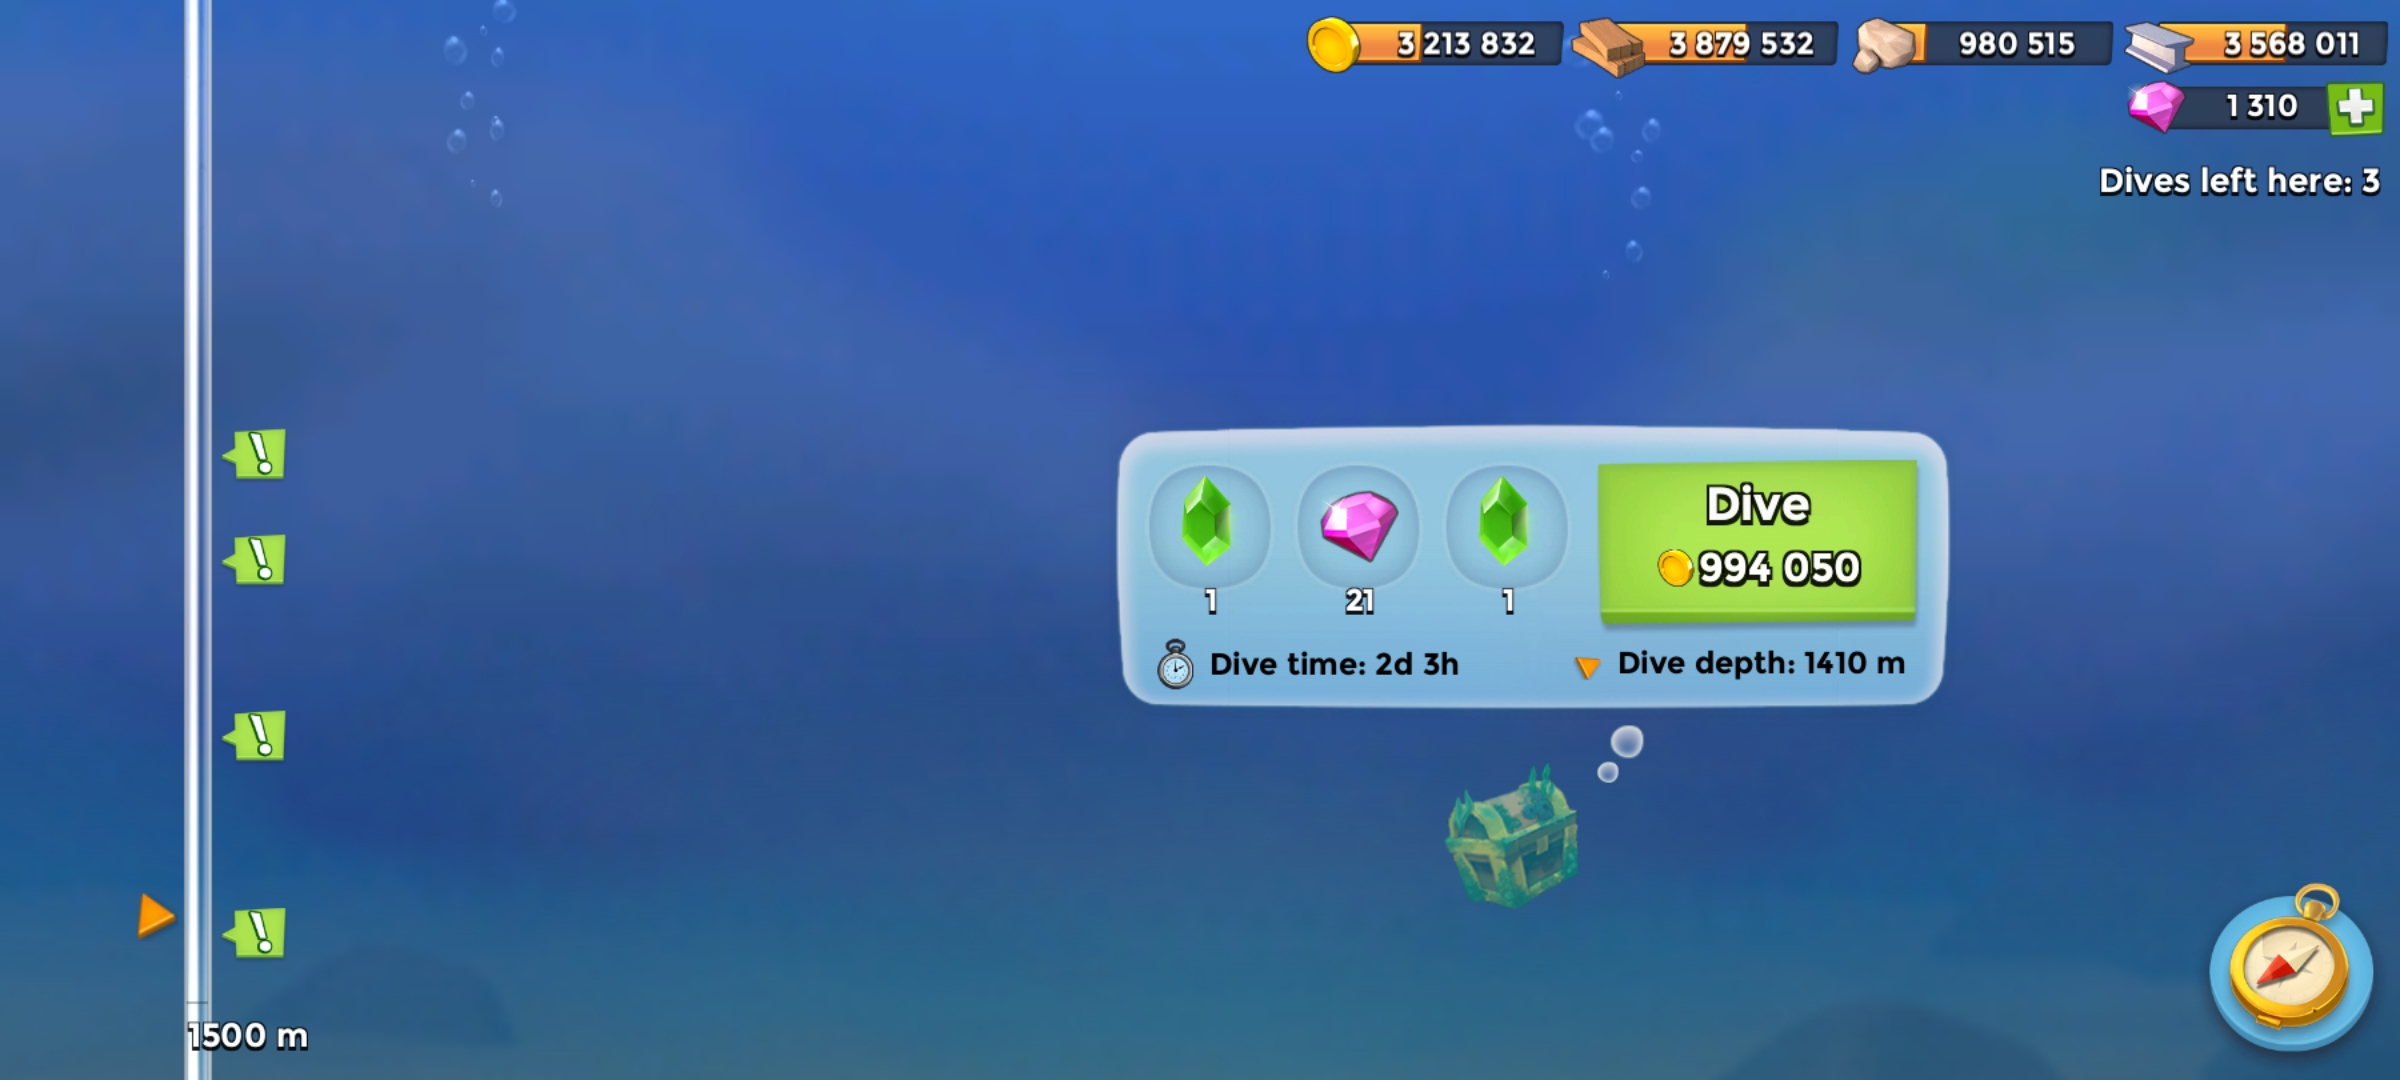 3 213 832
3 879 532
980 515
3 568 011
1 310
Dives left here: 3
1
21
1
Dive
994 050
Dive time: 2d 3h
Dive depth: 1410 m
1500 m